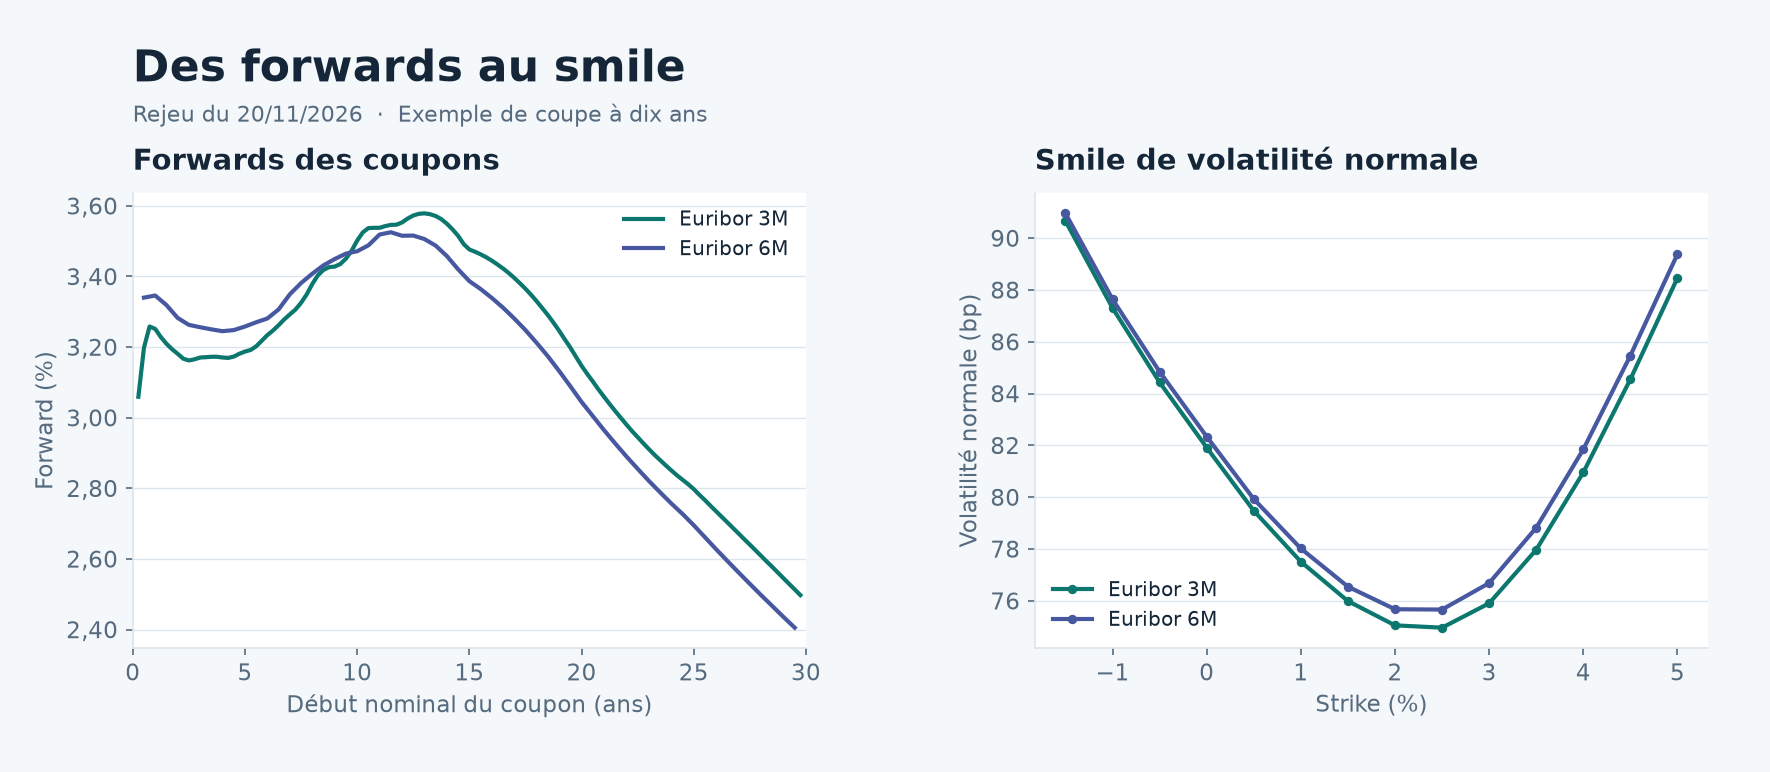 Des forwards au smile
Rejeu du 20/11/2026 · Exemple de coupe à dix ans
Forwards des coupons
3,60
3,40
3,20
3,00
2,80
2,60
2,40
Forward (%)
Euribor 3M
Euribor 6M
0 5 10 15 20 25 30
Début nominal du coupon (ans)
Smile de volatilité normale
90
88
86
84
82
80
78
76
Volatilité normale (bp)
Euribor 3M
Euribor 6M
−1 0 1 2 3 4 5
Strike (%)